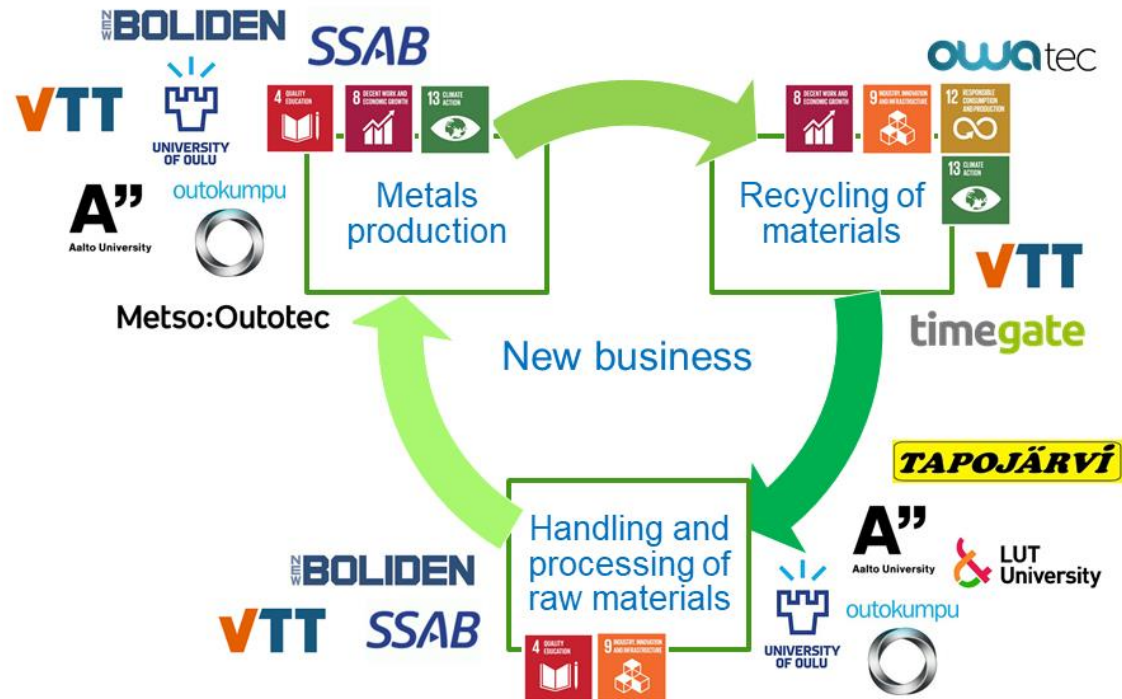 NEW BOLIDEN
SSAB
VTT
UNIVERSITY
OF OULU
A”
Aalto University
outokumpu
Metso:Outotec
4 QUALITY
EDUCATION
8 DECENT WORK AND
ECONOMIC GROWTH
13 CLIMATE
ACTION
Metals
production
owatec
8 DECENT WORK AND
ECONOMIC GROWTH
9 INDUSTRY, INNOVATION
AND INFRASTRUCTURE
12 RESPONSIBLE
CONSUMPTION
AND PRODUCTION
13 CLIMATE
ACTION
Recycling of
materials
VTT
timegate
New business
TAPOJÄRVI
A”
Aalto University
LUT
University
UNIVERSITY
OF OULU
outokumpu
Handling and
processing of
raw materials
4 QUALITY
EDUCATION
9 INDUSTRY, INNOVATION
AND INFRASTRUCTURE
NEW BOLIDEN
VTT
SSAB